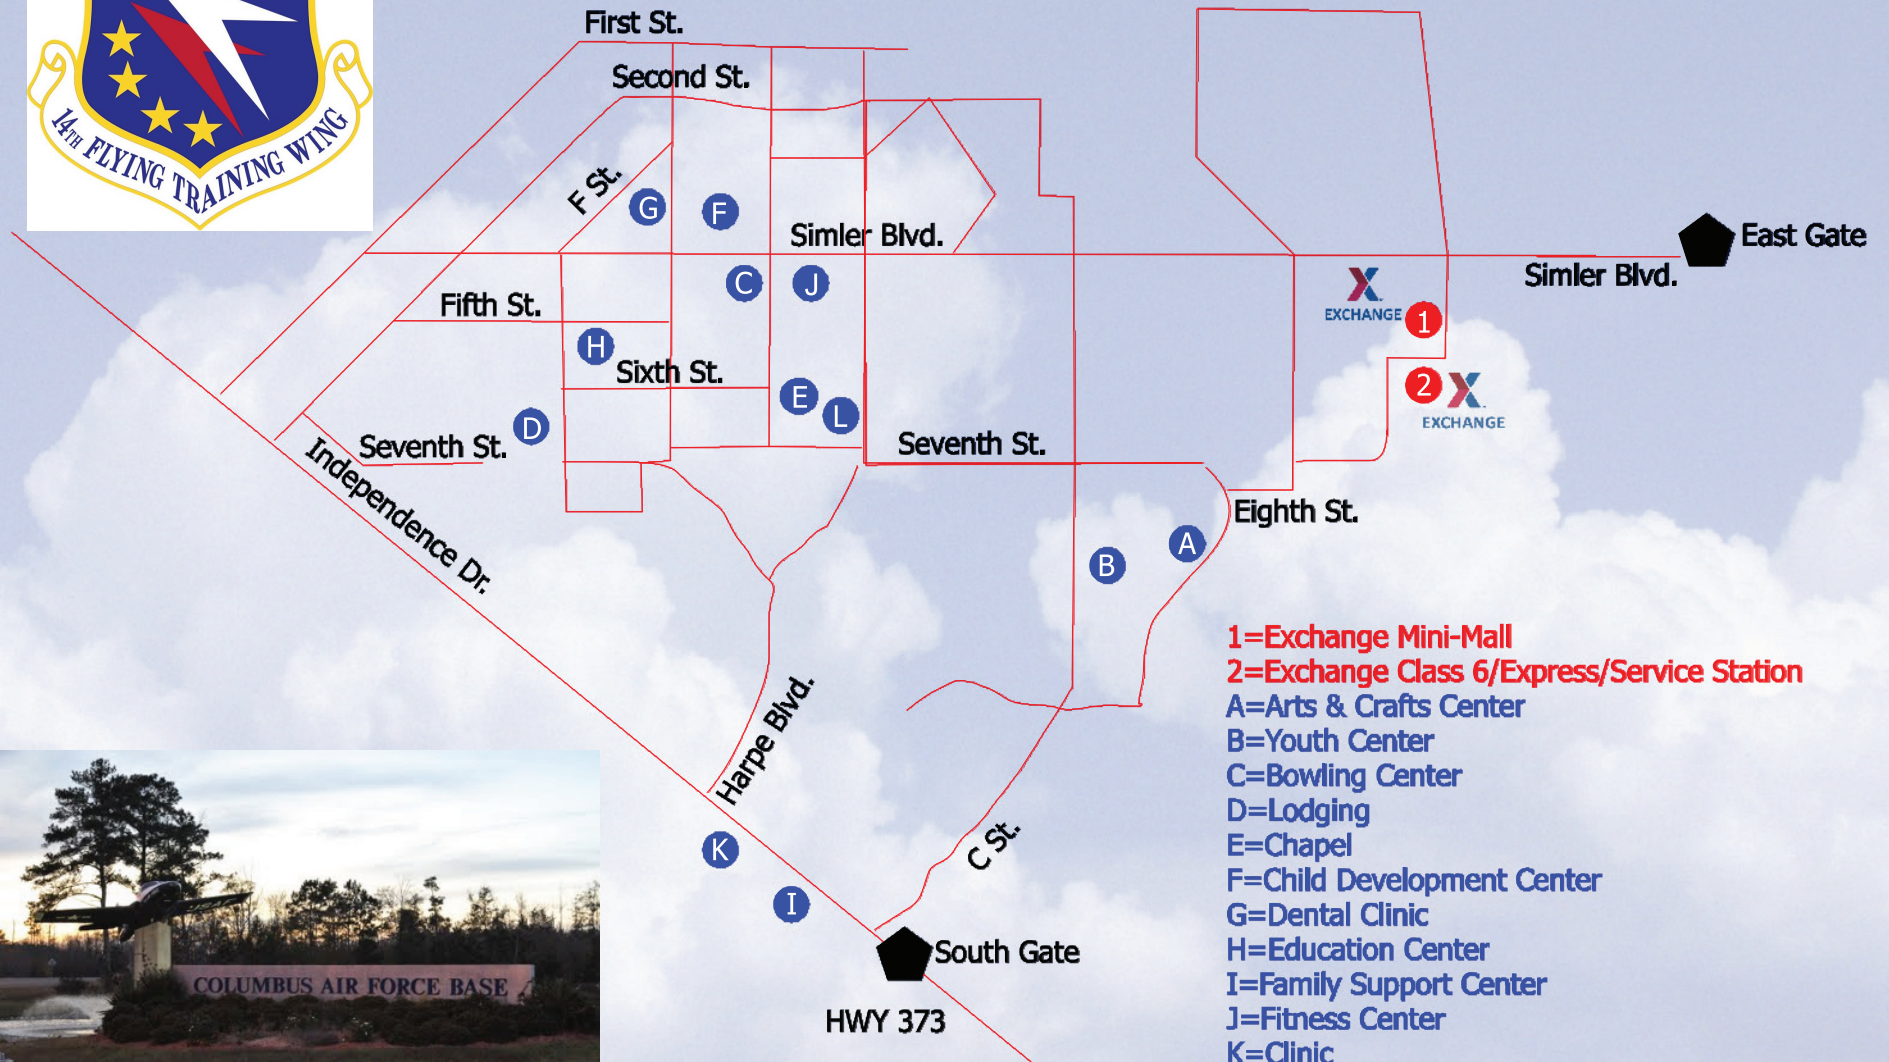 14TH FLYING TRAINING WING
First St.
Second St.
F St.
G
F
Simler Blvd.
East Gate
Simler Blvd.
C
J
EXCHANGE
1
Fifth St.
H
Sixth St.
2
EXCHANGE
E
L
D
Seventh St.
Seventh St.
Independence Dr.
Eighth St.
A
B
Harpe Blvd.
C St.
K
I
South Gate
HWY 373
COLUMBUS AIR FORCE BASE
1=Exchange Mini-Mall
2=Exchange Class 6/Express/Service Station
A=Arts & Crafts Center
B=Youth Center
C=Bowling Center
D=Lodging
E=Chapel
F=Child Development Center
G=Dental Clinic
H=Education Center
I=Family Support Center
J=Fitness Center
K=Clinic